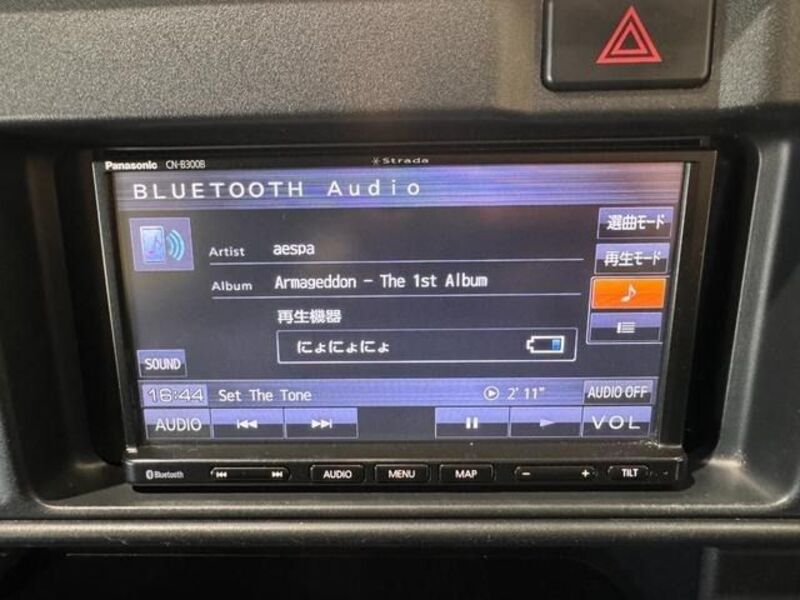 Panasonic CN-B300B
Strada
BLUETOOTH Audio
選曲モード
Artist aespa
再生モード
Album Armageddon - The 1st Album
再生機器
にょにょにょ
SOUND
16:44 Set The Tone 2'11" AUDIO OFF
AUDIO VOL
Bluetooth AUDIO MENU MAP - + TILT